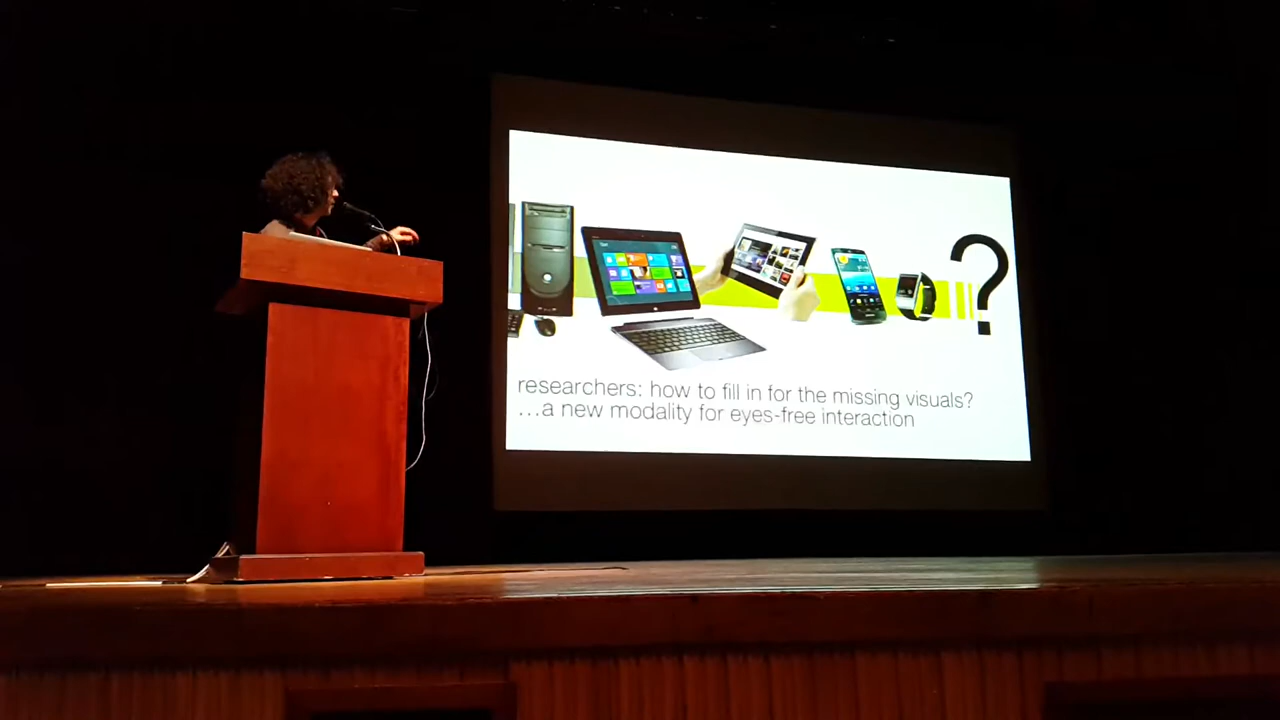 researchers: how to fill in for the missing visuals?
...a new modality for eyes-free interaction